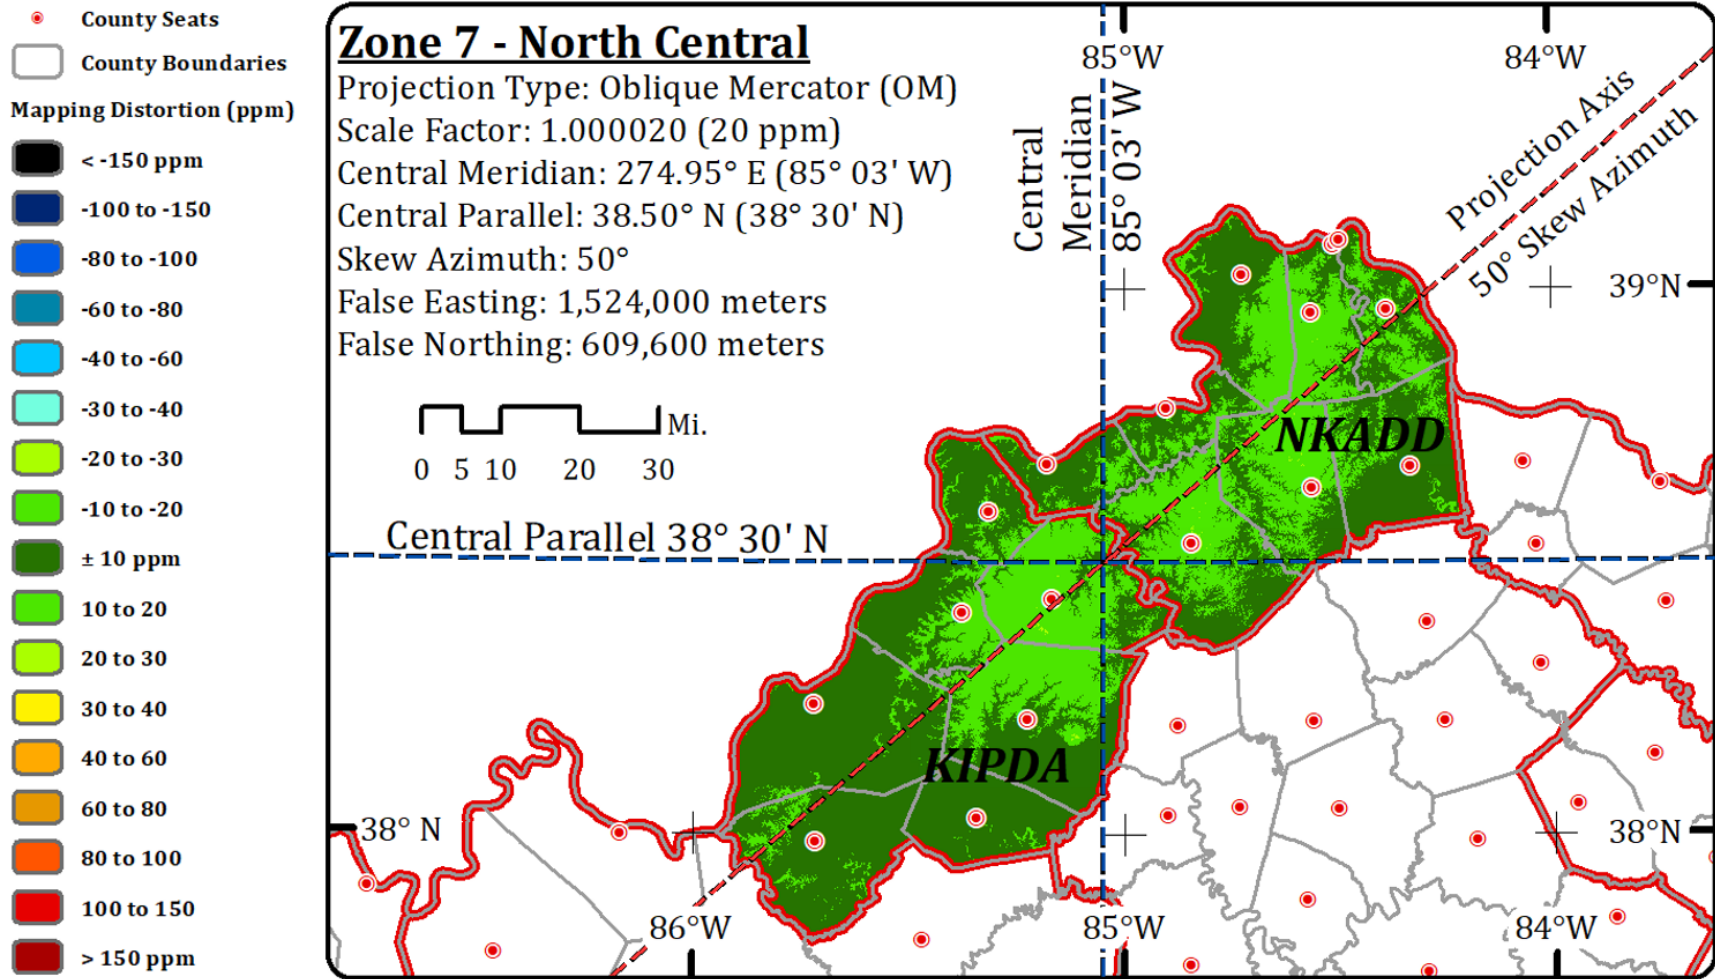 County Seats
County Boundaries
Mapping Distortion (ppm)
< -150 ppm
-100 to -150
-80 to -100
-60 to -80
-40 to -60
-30 to -40
-20 to -30
-10 to -20
± 10 ppm
10 to 20
20 to 30
30 to 40
40 to 60
60 to 80
80 to 100
100 to 150
> 150 ppm
Zone 7 - North Central
Projection Type: Oblique Mercator (OM)
Scale Factor: 1.000020 (20 ppm)
Central Meridian: 274.95° E (85° 03' W)
Central Parallel: 38.50° N (38° 30' N)
Skew Azimuth: 50°
False Easting: 1,524,000 meters
False Northing: 609,600 meters
Mi.
0 5 10 20 30
Central Parallel 38° 30' N
Central
Meridian
85° 03' W
85°W
84°W
Projection Axis
50° Skew Azimuth
39°N
NKADD
KIPDA
38° N
38°N
86°W
85°W
84°W